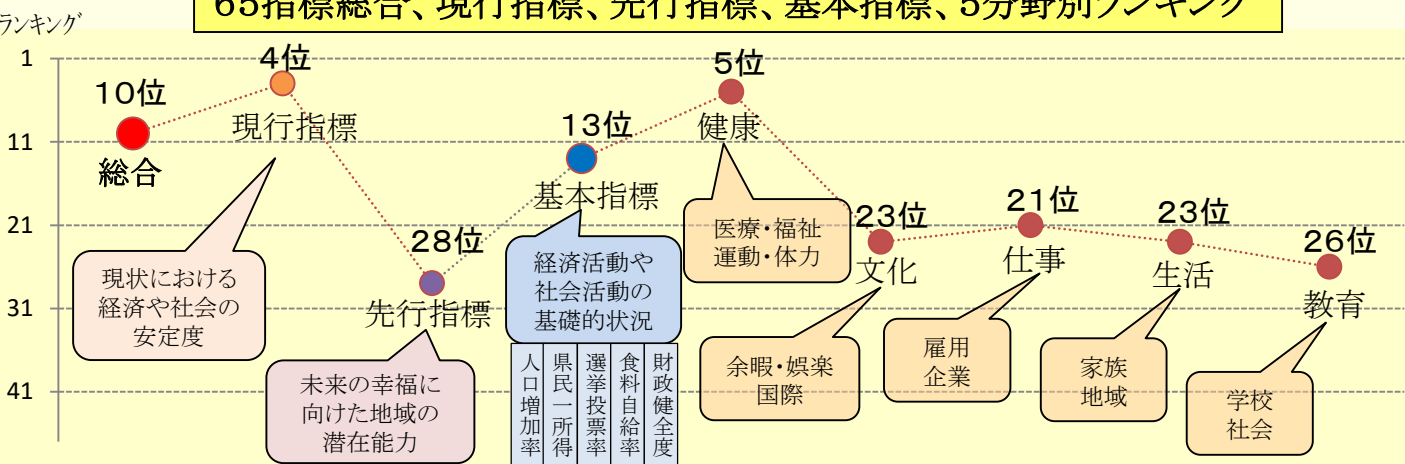 65指標総合、現行指標、先行指標、基本指標、5分野別ランキング
ランキング
1
11
21
31
41
10位
総合
4位
現行指標
現状における
経済や社会の
安定度
28位
先行指標
未来の幸福に
向けた地域の
潜在能力
13位
基本指標
経済活動や
社会活動の
基礎的状況
人口増加率
県民一所得
選挙投票率
食料自給率
財政健全度
5位
健康
医療・福祉
運動・体力
23位
文化
余暇・娯楽
国際
21位
仕事
雇用
企業
23位
生活
家族
地域
26位
教育
学校
社会